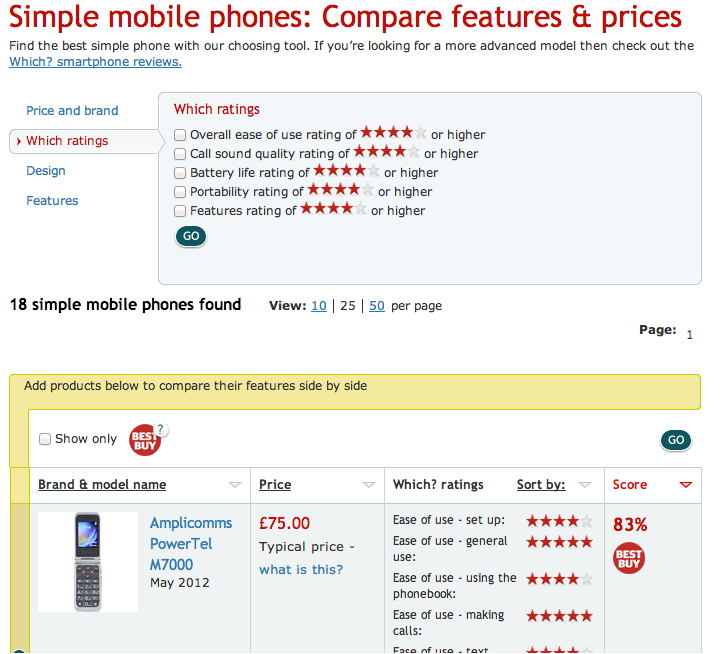 Simple mobile phones: Compare features & prices
Find the best simple phone with our choosing tool. If you're looking for a more advanced model then check out the
Which? smartphone reviews.
Price and brand
Which ratings
Design
Features
Which ratings
Overall ease of use rating of ★★★★☆ or higher
Call sound quality rating of ★★★★☆ or higher
Battery life rating of ★★★★☆ or higher
Portability rating of ★★★★☆ or higher
Features rating of ★★★★☆ or higher
GO
18 simple mobile phones found View: 10 | 25 | 50 per page
Page: 1
Add products below to compare their features side by side
Show only BEST BUY ? GO
Brand & model name Price Which? ratings Sort by: Score
Amplicomms
PowerTel
M7000
May 2012
£75.00
Typical price -
what is this?
Ease of use - set up: ★★★★☆
Ease of use - general ★★★★★
use:
Ease of use - using the ★★★★☆
phonebook:
Ease of use - making ★★★★★
calls:
Ease of use - text
83%
BEST
BUY